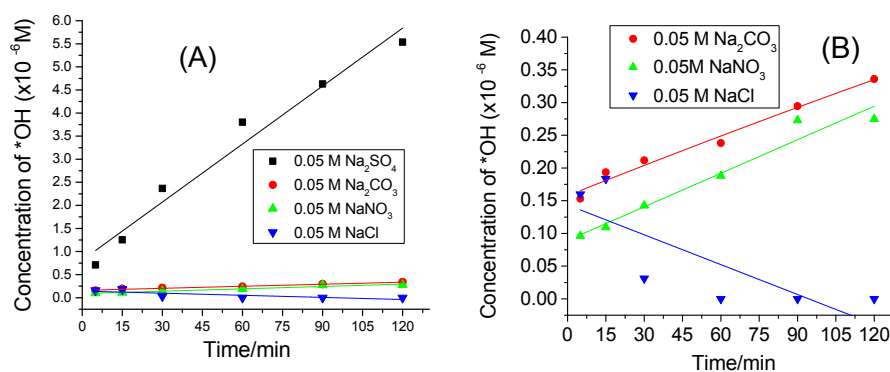 (A)
Concentration of *OH (x10 ⁻⁶M)
6.0
5.5
5.0
4.5
4.0
3.5
3.0
2.5
2.0
1.5
1.0
0.5
0.0
0.05 M Na₂SO₄
0.05 M Na₂CO₃
0.05 M NaNO₃
0.05 M NaCl
0 15 30 45 60 75 90 105 120
Time/min
(B)
Concentration of *OH (x10 ⁻⁶ M)
0.40
0.35
0.30
0.25
0.20
0.15
0.10
0.05
0.00
0.05 M Na₂CO₃
0.05M NaNO₃
0.05 M NaCl
0 15 30 45 60 75 90 105 120
Time/min